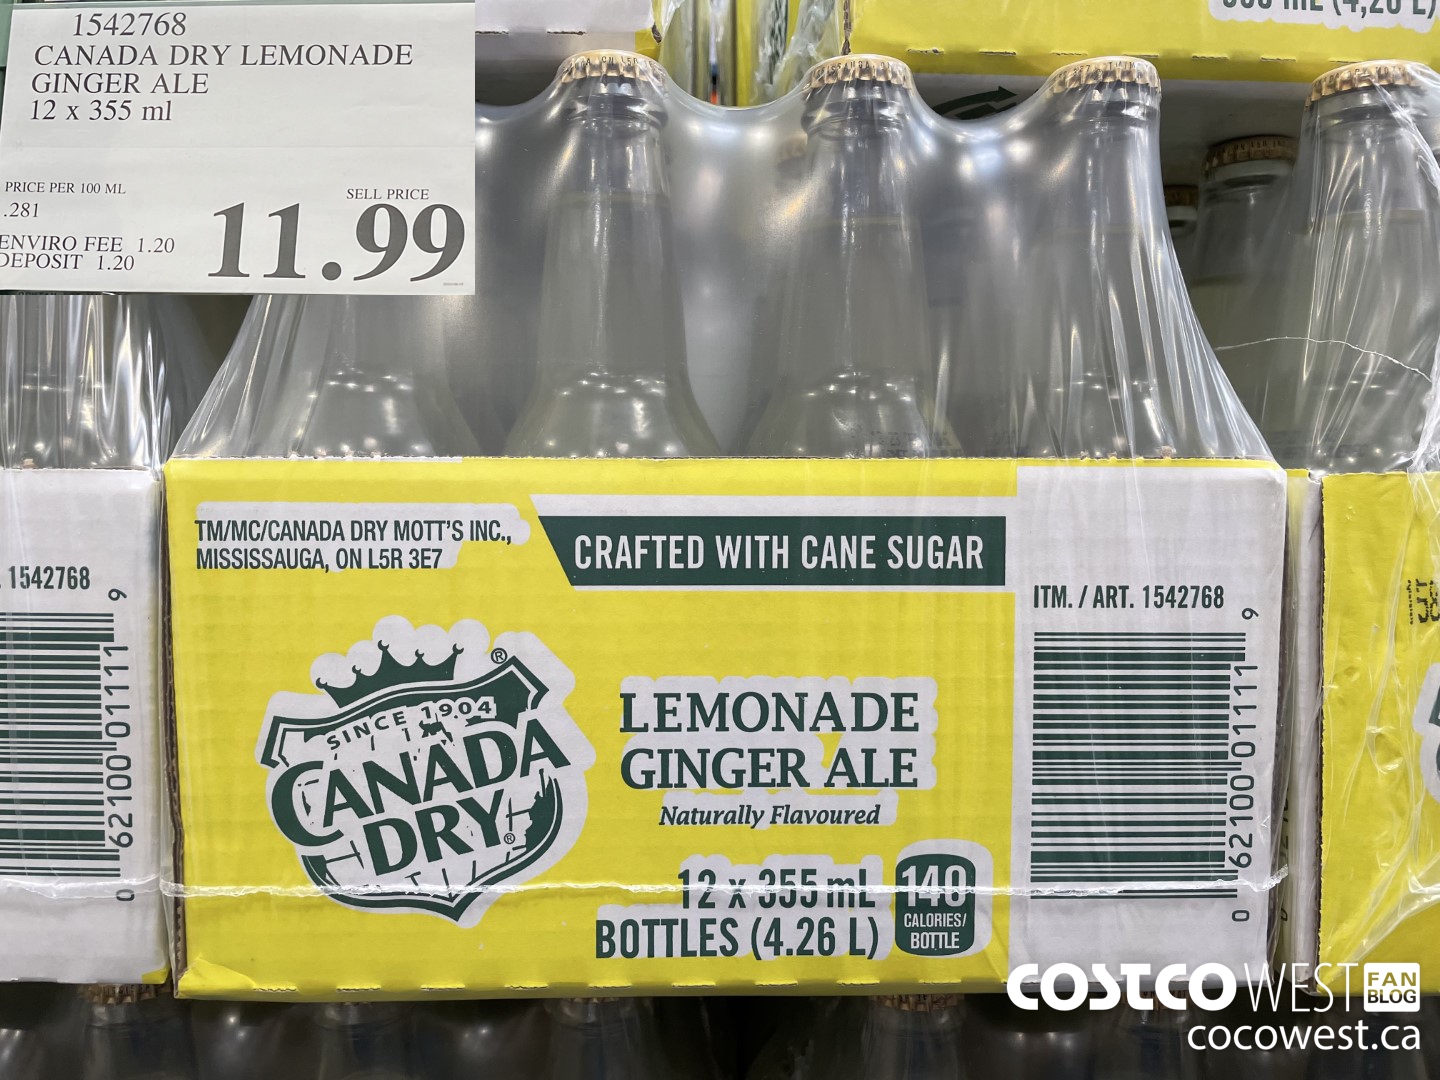 1542768
CANADA DRY LEMONADE
GINGER ALE
12 x 355 ml
PRICE PER 100 ML
.281
SELL PRICE
11.99
ENVIRO FEE 1.20
DEPOSIT 1.20
TM/MC/CANADA DRY MOTT'S INC.,
MISSISSAUGA, ON L5R 3E7
CRAFTED WITH CANE SUGAR
ITM. / ART. 1542768
0 62100 01111 9
SINCE 1904
CANADA
DRY
LEMONADE
GINGER ALE
Naturally Flavoured
12 x 355 mL
BOTTLES (4.26 L)
140
CALORIES/
BOTTLE
. 1542768
0 62100 01111 9
COSTCO WEST FAN BLOG
cocowest.ca